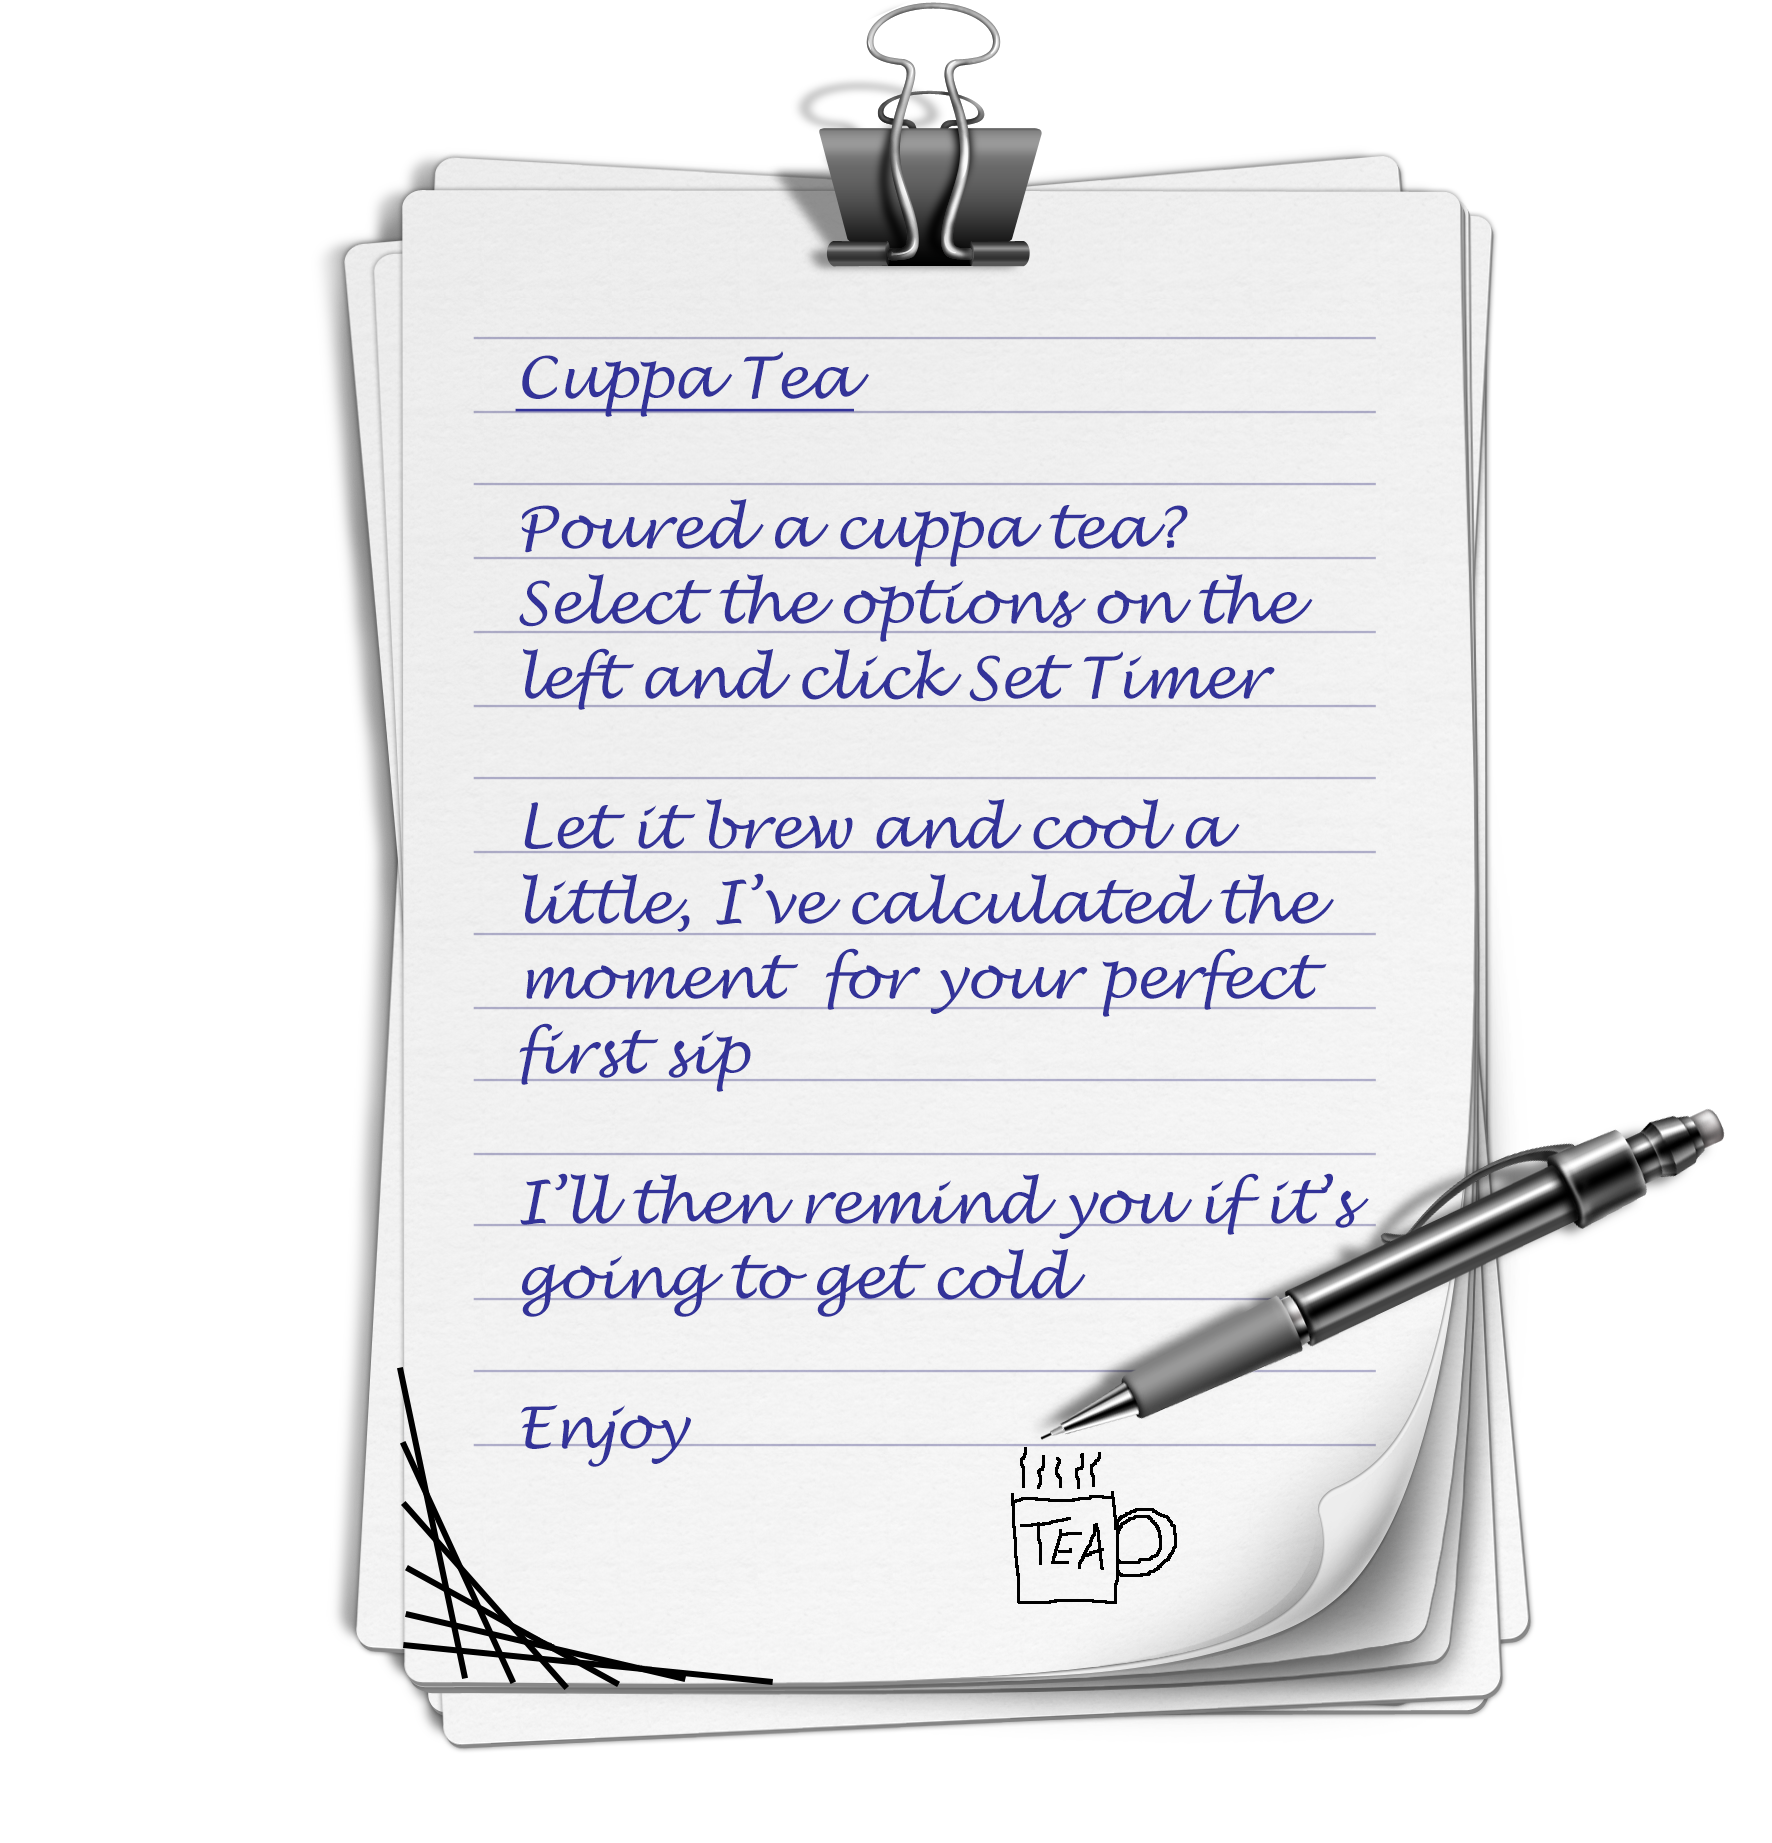 Cuppa Tea
Poured a cuppa tea?
Select the options on the
left and click Set Timer
Let it brew and cool a
little, I’ve calculated the
moment  for your perfect
first sip
I’ll then remind you if it’s
going to get cold
Enjoy
TEA